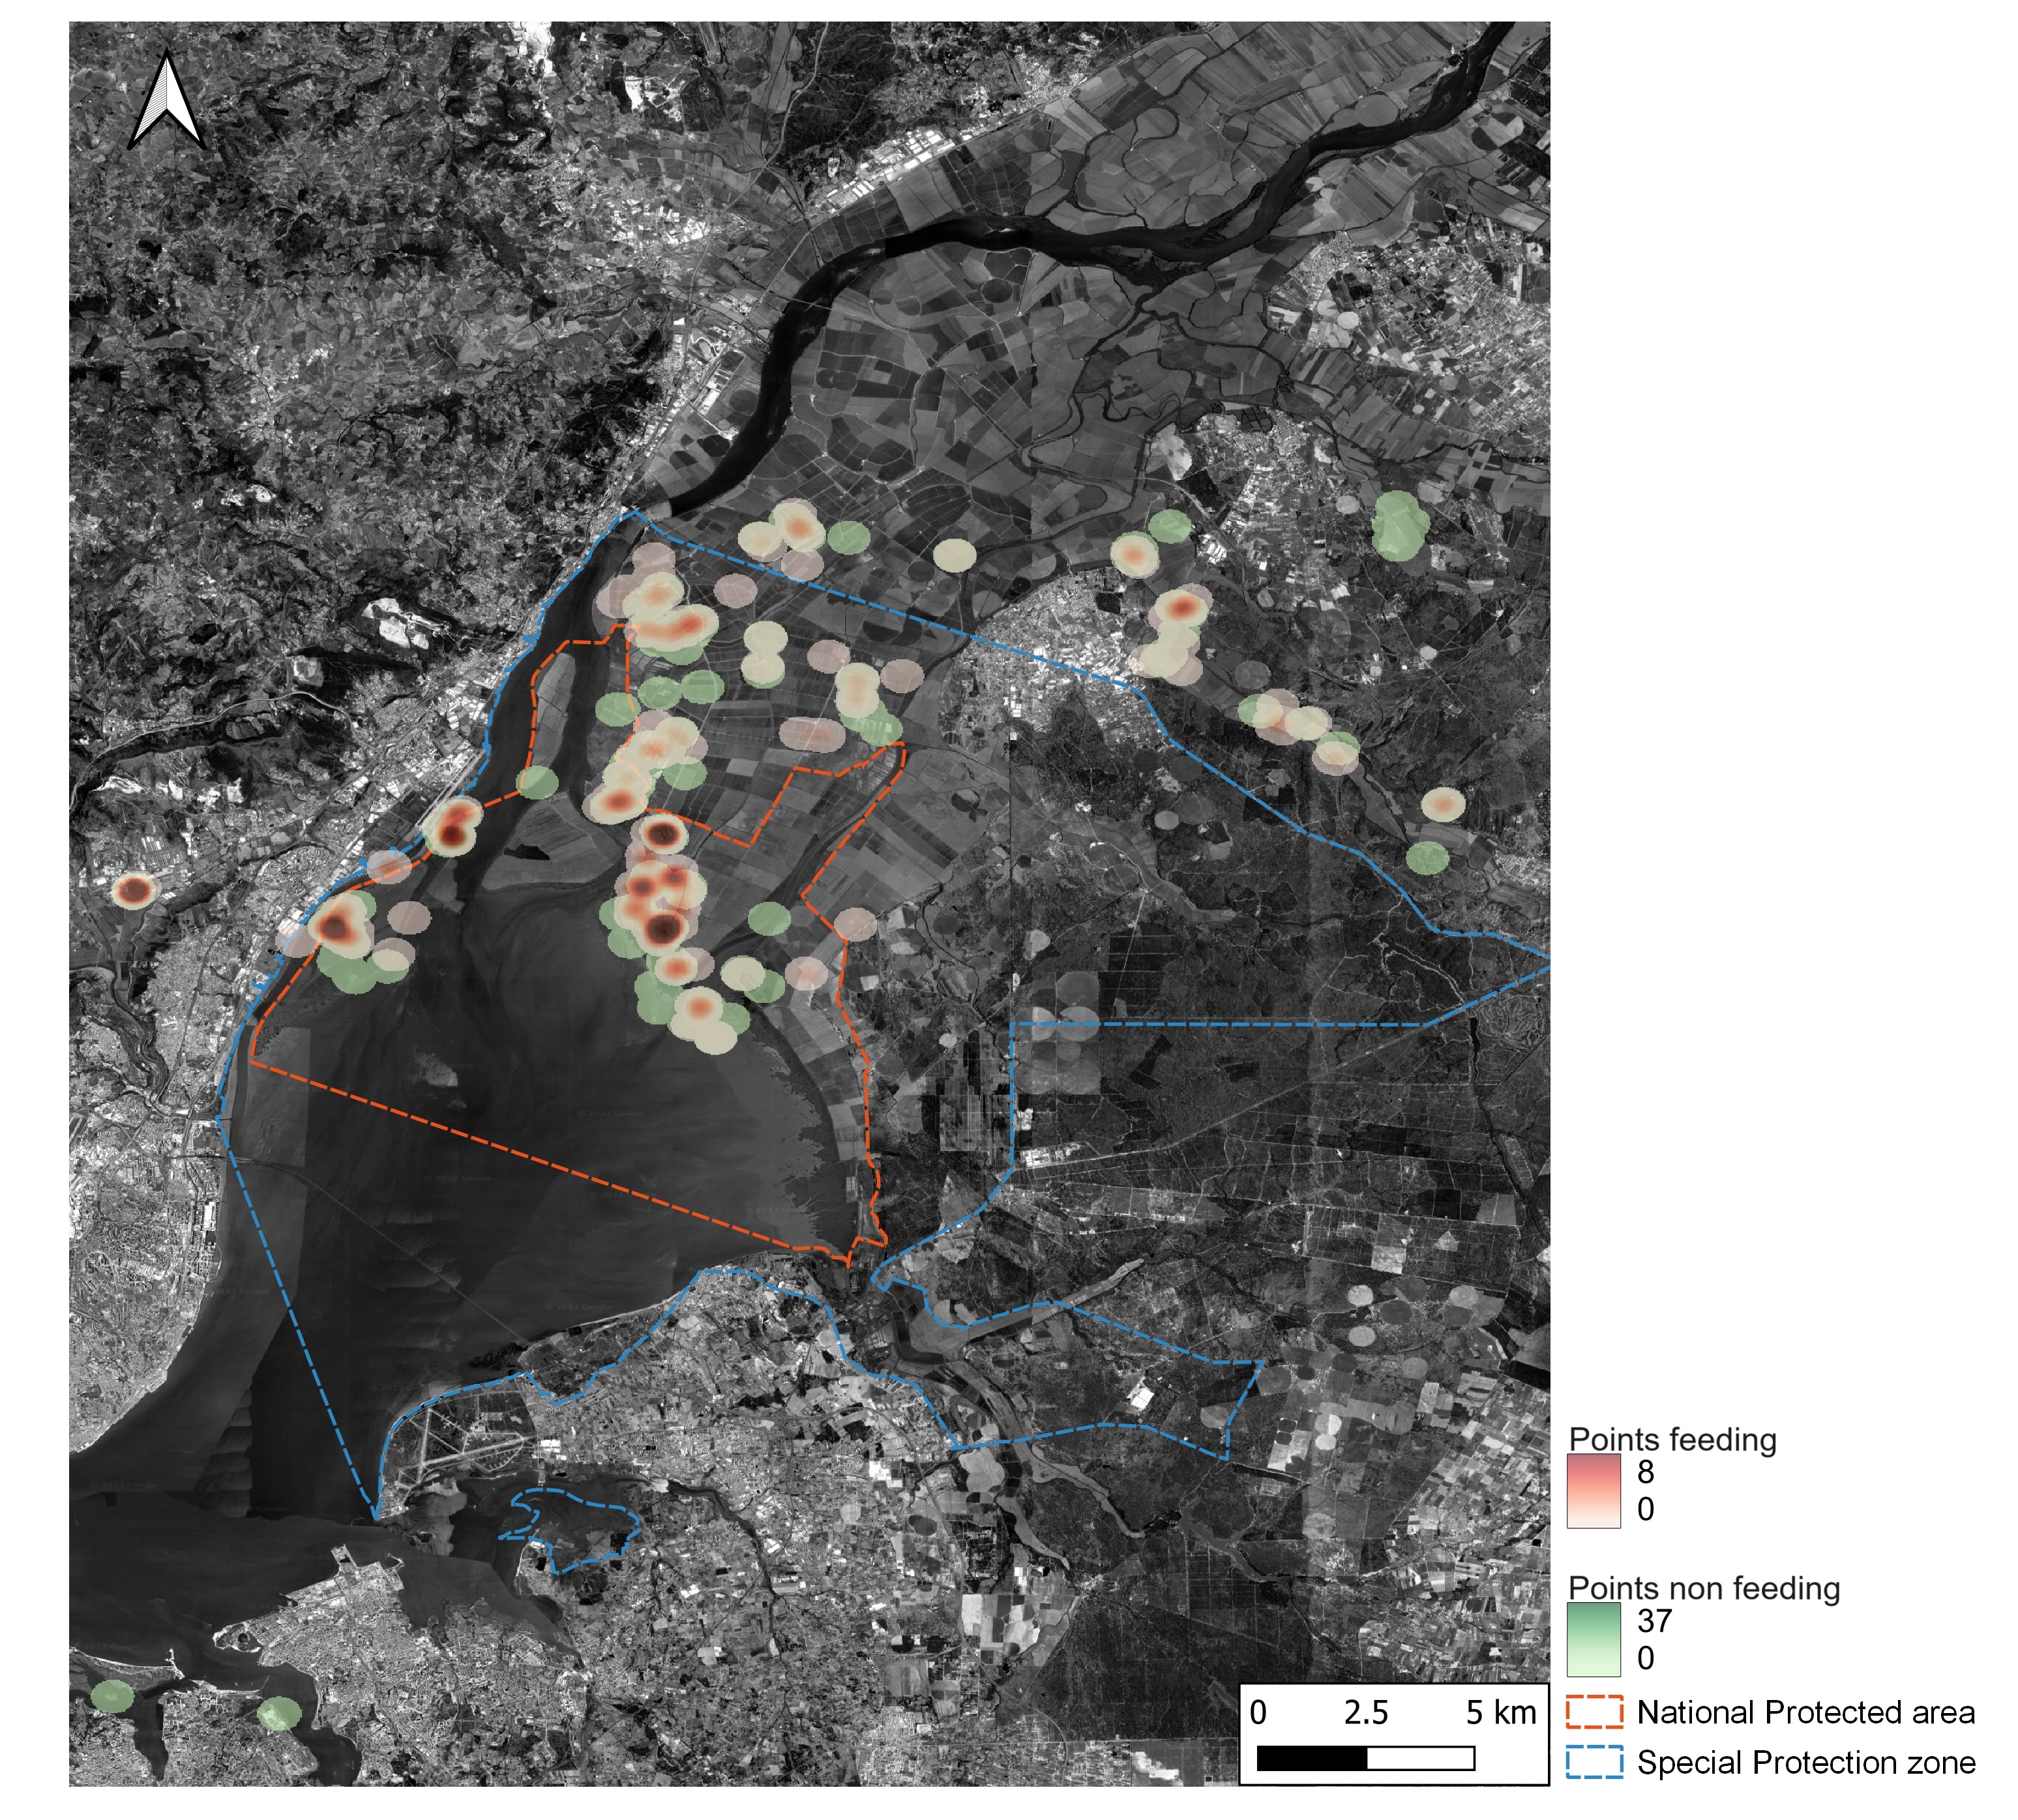 Points feeding
8
0
Points non feeding
37
0
National Protected area
Special Protection zone
0 2.5 5 km